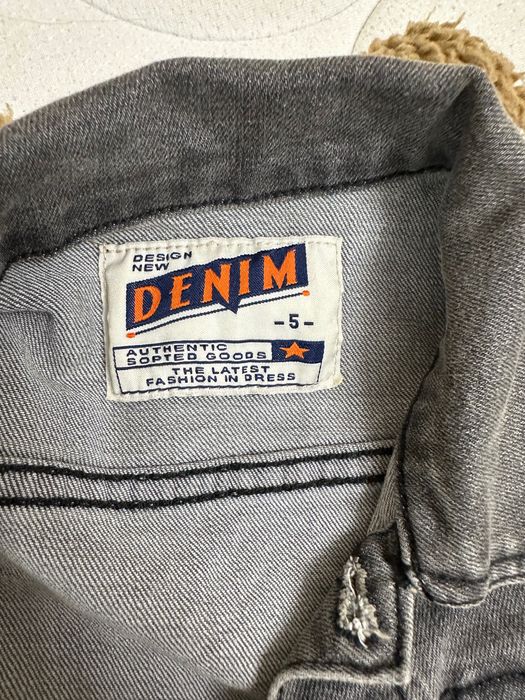 DESIGN
NEW
DENIM
-5-
AUTHENTIC
SOPTED GOODS
THE LATEST
FASHION IN DRESS